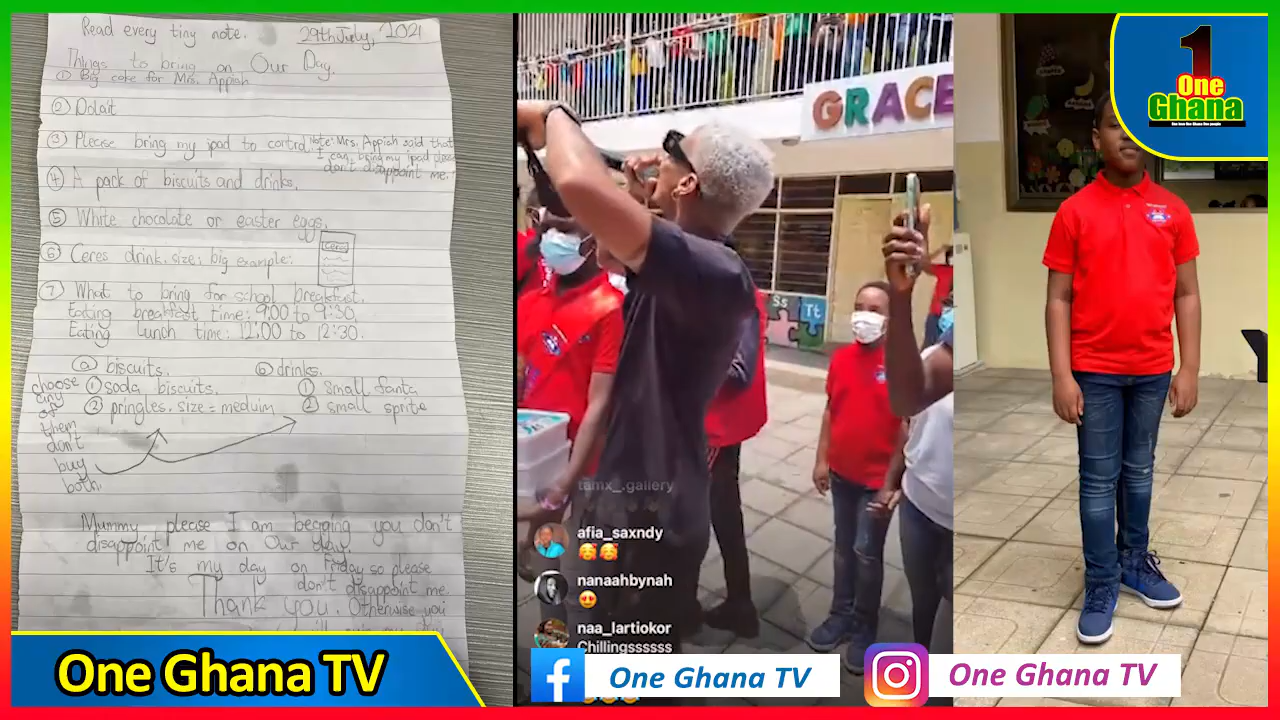 Read every tiny note. 29th July, 2021
Things to bring on Our Day.
① Big cake for Mrs. Appiah
② Dolait
③ Please bring my ipad to control
Note: Mrs. Appiah said that
I can bring my ipad please
don't disappoint me.
④ A pack of biscuits and drinks.
⑤ White chocolate or easter eggs.
⑥ Ceres drink. size: big example:
Ceres
⑦ What to bring for school breakfast.
Eating breakfast time: 9:00 to 9:30.
Eating lunch time: 12:00 to 12:30.
ⓐ biscuits. ⓑ drinks.
① soda biscuits. ① small fanta
② pringles. size = meduim ② small sprite
choose
any
of
them
don't
buy
both.
Mummy please I am begging you don't
disappoint me on Our day.
It's my day on Friday so please
don't disappoint me.
Thank you. Otherwise you
GRACE
Ss Tt
tamx_.gallery
afia_saxndy
nanaahbynah
naa_lartiokor
Chillingssssss
1
One
Ghana
One Ghana TV
One Ghana TV
One Ghana TV